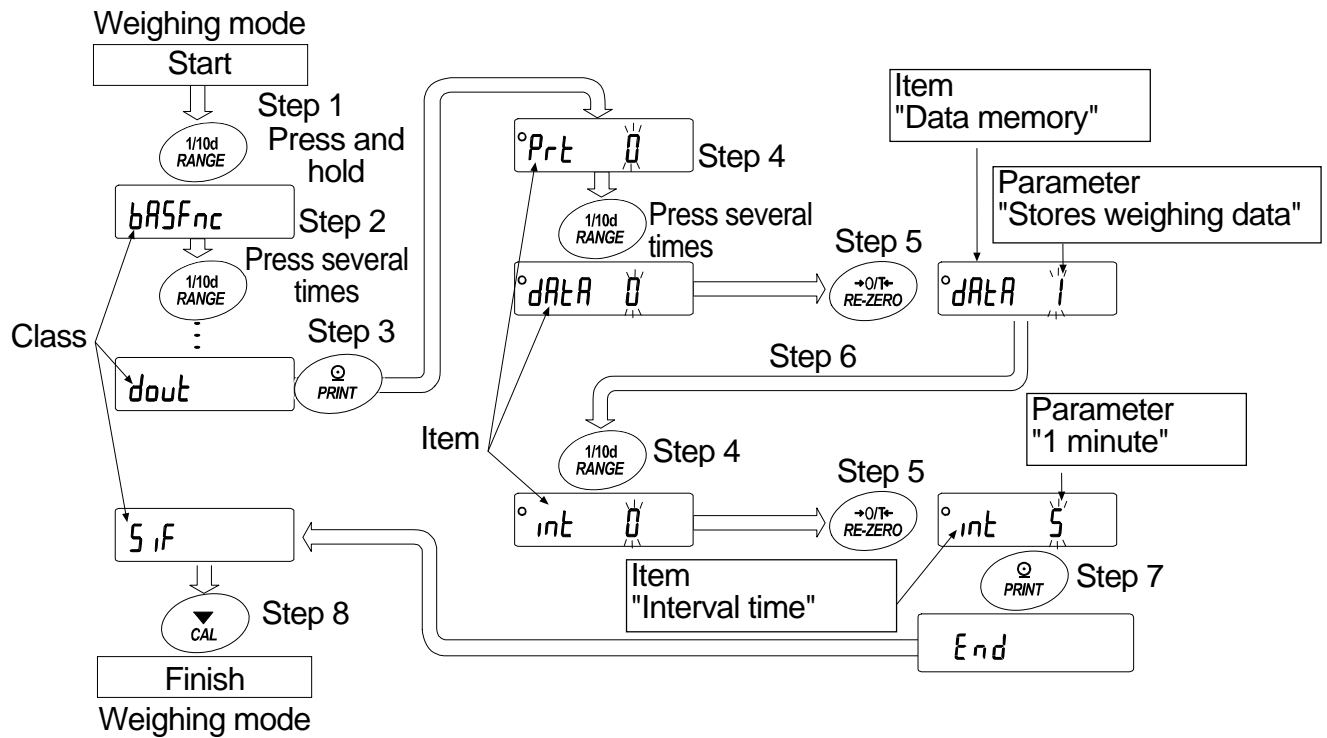 Weighing mode
Start
Step 1
Press and
hold
1/10d
RANGE
bASFnc
Step 2
Press several
times
1/10d
RANGE
Class
dout
Step 3
PRINT
Prt 0
Step 4
1/10d
RANGE
Press several
times
dAtA 0
Step 5
→0/T←
RE-ZERO
Item
"Data memory"
Parameter
"Stores weighing data"
dAtA 1
Step 6
Item
1/10d
RANGE
Step 4
int 0
Step 5
→0/T←
RE-ZERO
Parameter
"1 minute"
int 5
Item
"Interval time"
PRINT
Step 7
End
SiF
CAL
Step 8
Finish
Weighing mode